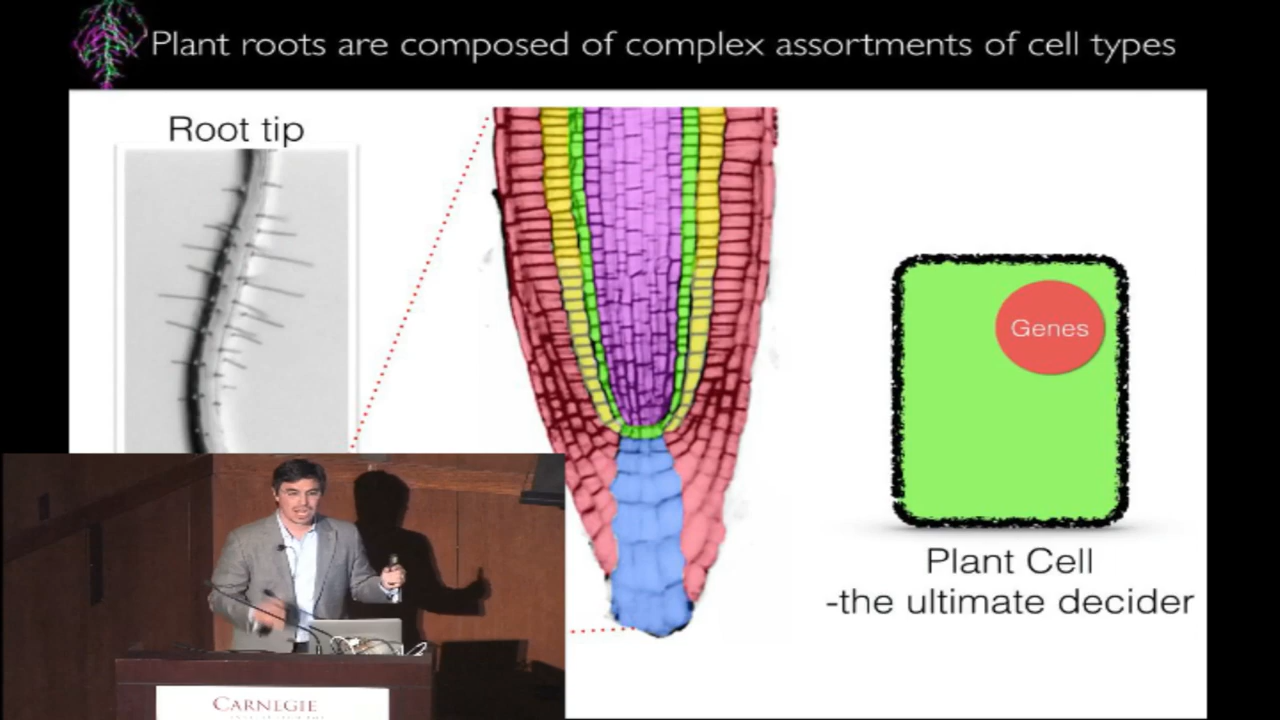 Plant roots are composed of complex assortments of cell types
Root tip
Genes
Plant Cell
-the ultimate decider
CARNEGIE